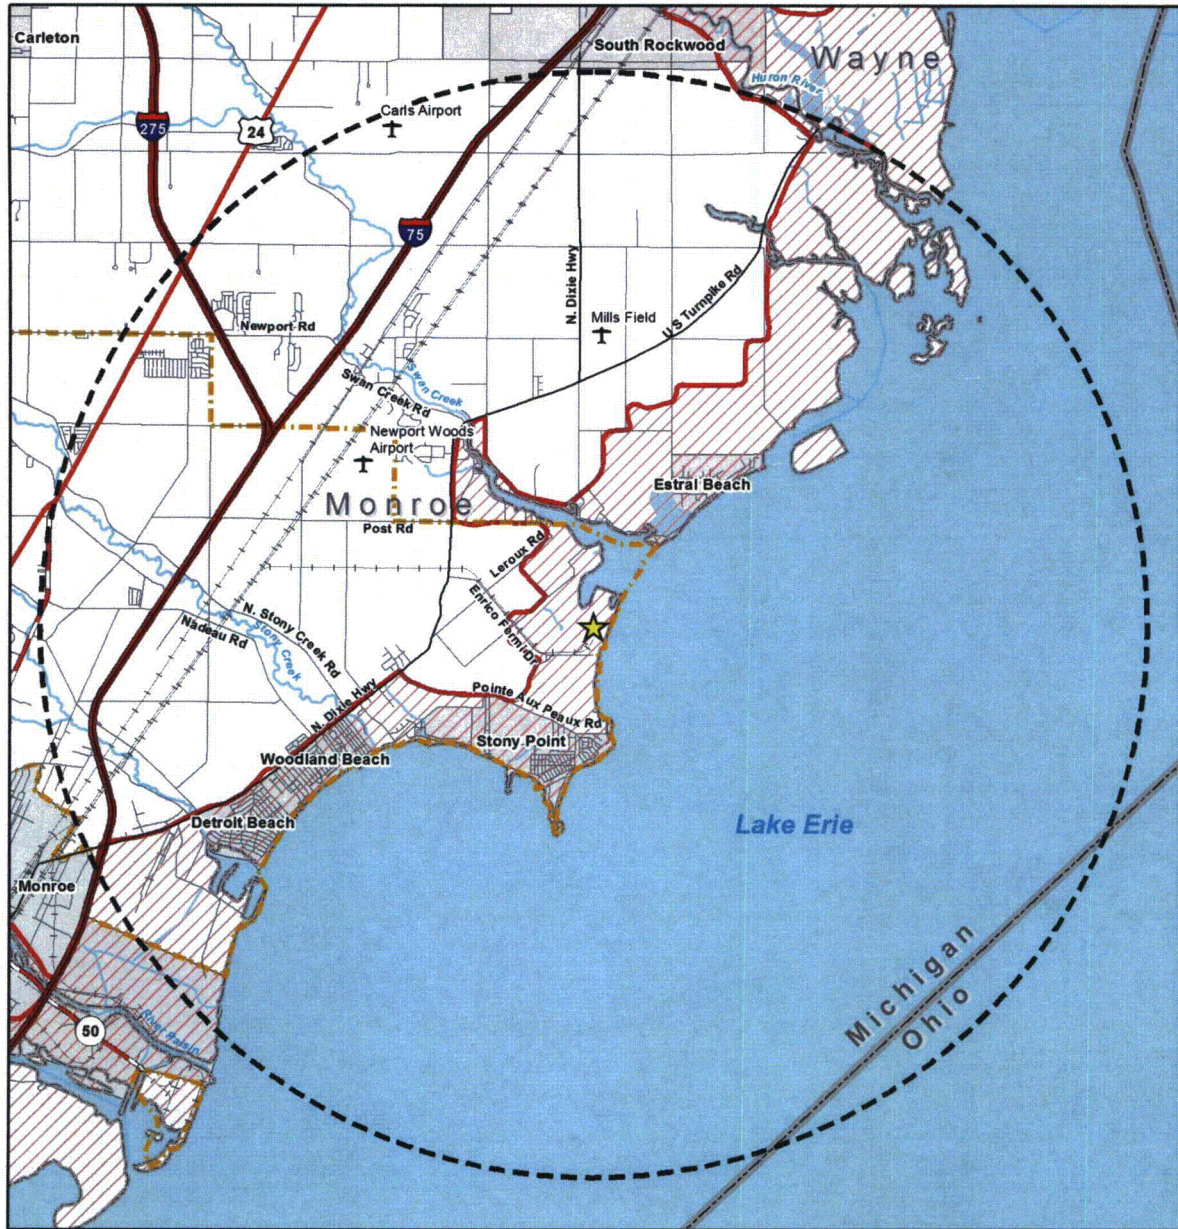 Carleton
South Rockwood
Wayne
Huron River
Carls Airport
275
24
75
N. Dixie Hwy
Mills Field
U S Turnpike Rd
Newport Rd
Swan Creek
Swan Creek Rd
Newport Woods
Airport
Monroe
Estral Beach
Post Rd
Leroux Rd
Enrico Fermi Dr
N. Stony Creek Rd
Nadeau Rd
Stony Creek
Pointe Aux Peaux Rd
N. Dixie Hwy
Stony Point
Woodland Beach
Detroit Beach
Lake Erie
Monroe
Michigan
Ohio
50
River Raisin